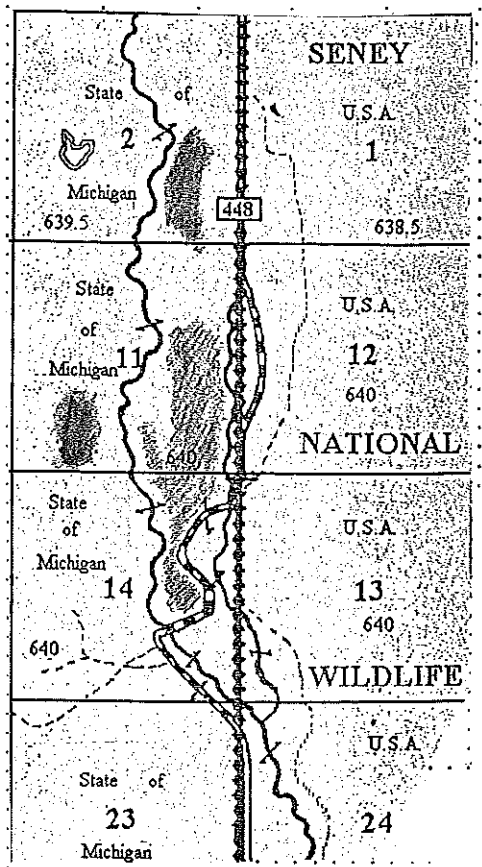 SENEY
State of
U.S.A.
2
1
Michigan
448
639.5
638.5
State
of
Michigan 11
U.S.A.
12
640
640
NATIONAL
State
of
Michigan
14
U.S.A.
13
640
640
WILDLIFE
U.S.A.
State of
23
24
Michigan